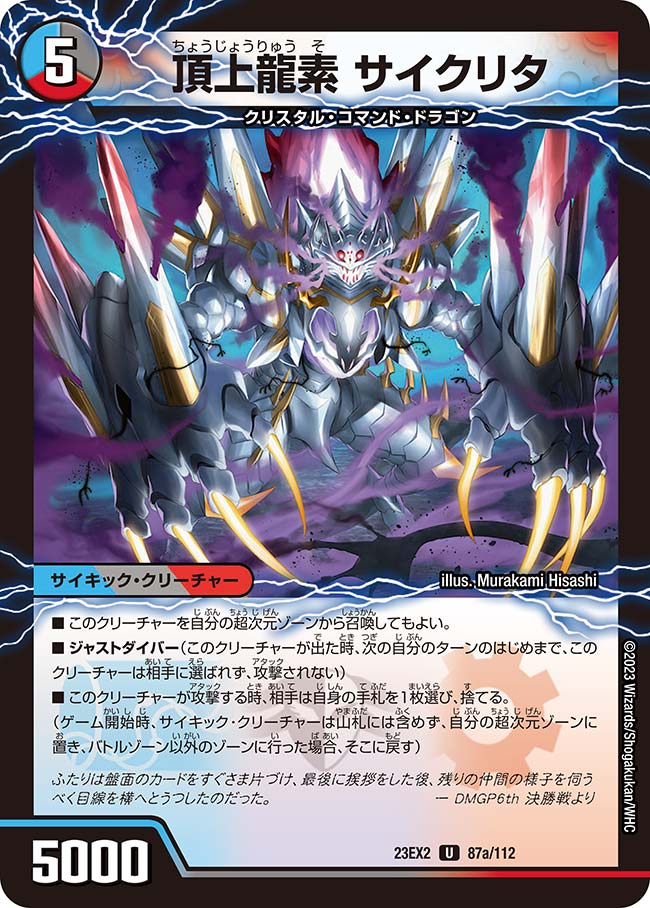 5
ちょうじょうりゅう そ
頂上龍素 サイクリタ
クリスタル・コマンド・ドラゴン
サイキック・クリーチャー
illus. Murakami Hisashi
■このクリーチャーを自分の超次元ゾーンから召喚してもよい。
■ジャストダイバー(このクリーチャーが出た時、次の自分のターンのはじめまで、この
クリーチャーは相手に選ばれず、攻撃されない)
■このクリーチャーが攻撃する時、相手は自身の手札を1枚選び、捨てる。
(ゲーム開始時、サイキック・クリーチャーは山札には含めず、自分の超次元ゾーンに
置き、バトルゾーン以外のゾーンに行った場合、そこに戻す)
ふたりは盤面のカードをすぐさま片づけ、最後に挨拶をした後、残りの仲間の様子を伺う
べく目線を横へとうつしたのだった。 ー DMGP6th 決勝戦より
©2023 Wizards/Shogakukan/WHC
5000
23EX2 U 87a/112